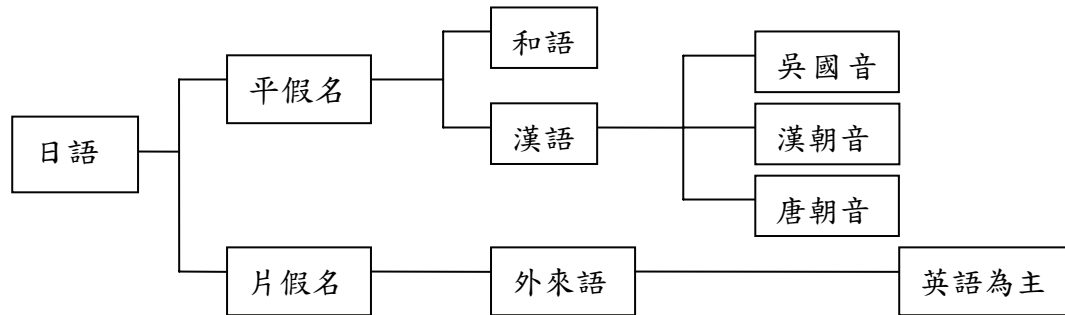 日語
平假名
和語
漢語
吳國音
漢朝音
唐朝音
片假名
外來語
英語為主